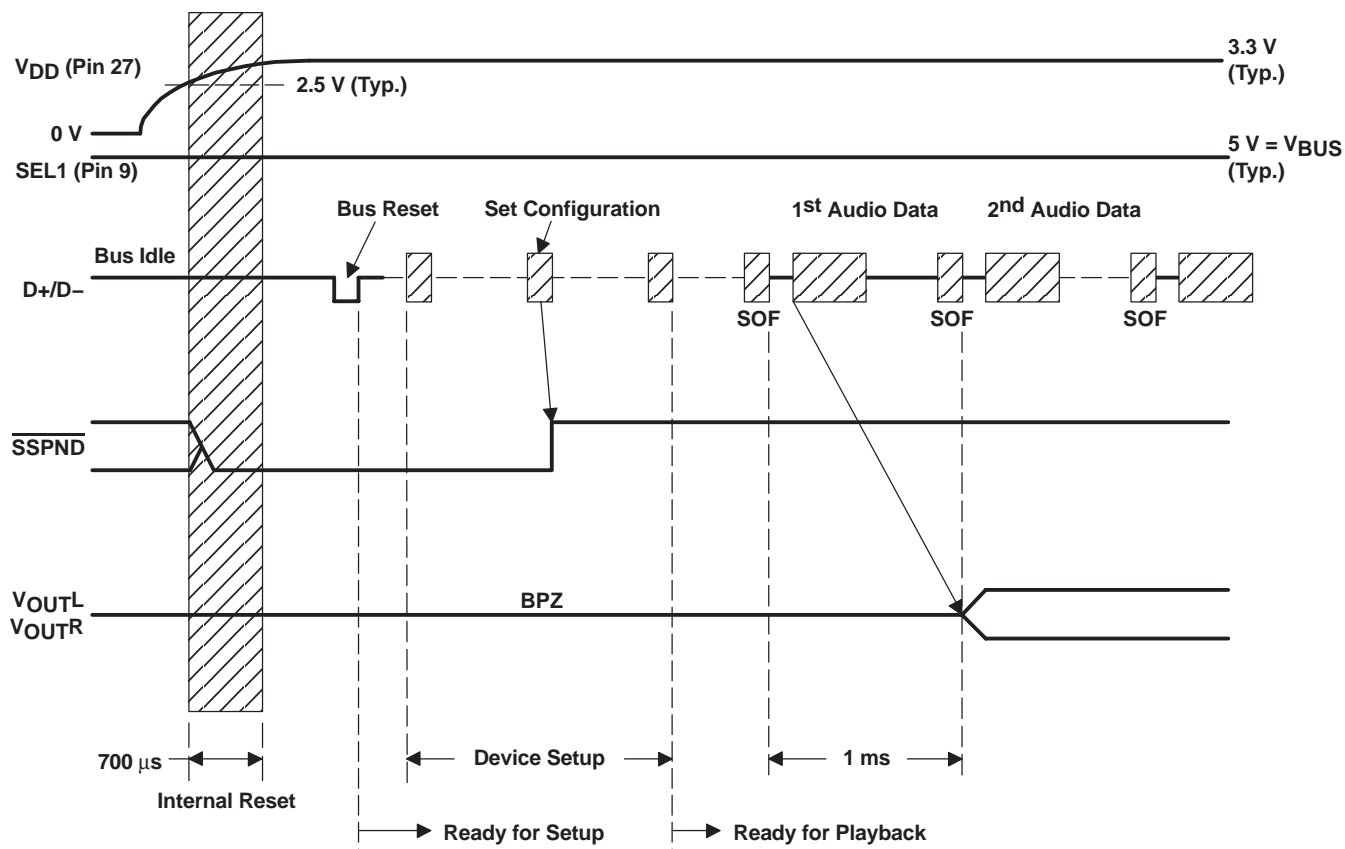 VDD (Pin 27)
2.5 V (Typ.)
3.3 V
(Typ.)
0 V
SEL1 (Pin 9)
5 V = VBUS
(Typ.)
Bus Reset
Set Configuration
1st Audio Data
2nd Audio Data
Bus Idle
D+/D–
SOF
SOF
SOF
SSPND
BPZ
VOUTL
VOUTR
700 μs
Device Setup
1 ms
Internal Reset
Ready for Setup
Ready for Playback